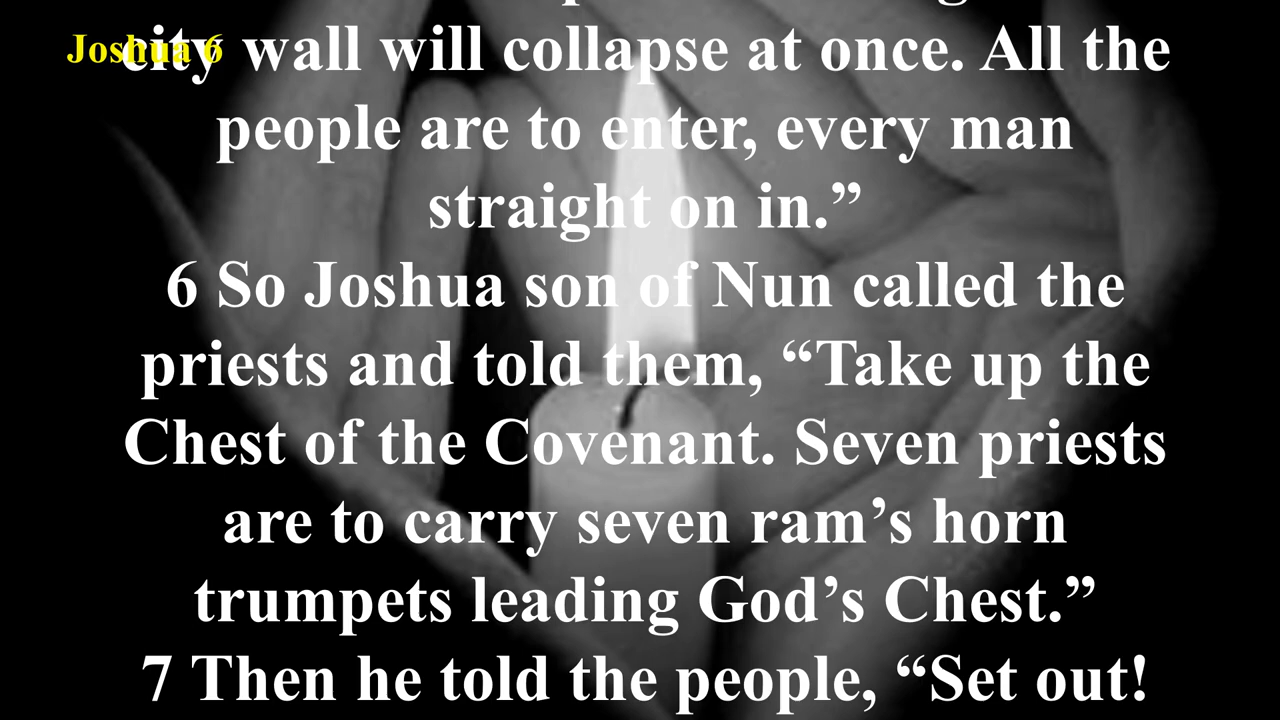 Joshua 6
city wall will collapse at once. All the
people are to enter, every man
straight on in.”
6 So Joshua son of Nun called the
priests and told them, “Take up the
Chest of the Covenant. Seven priests
are to carry seven ram’s horn
trumpets leading God’s Chest.”
7 Then he told the people, “Set out!